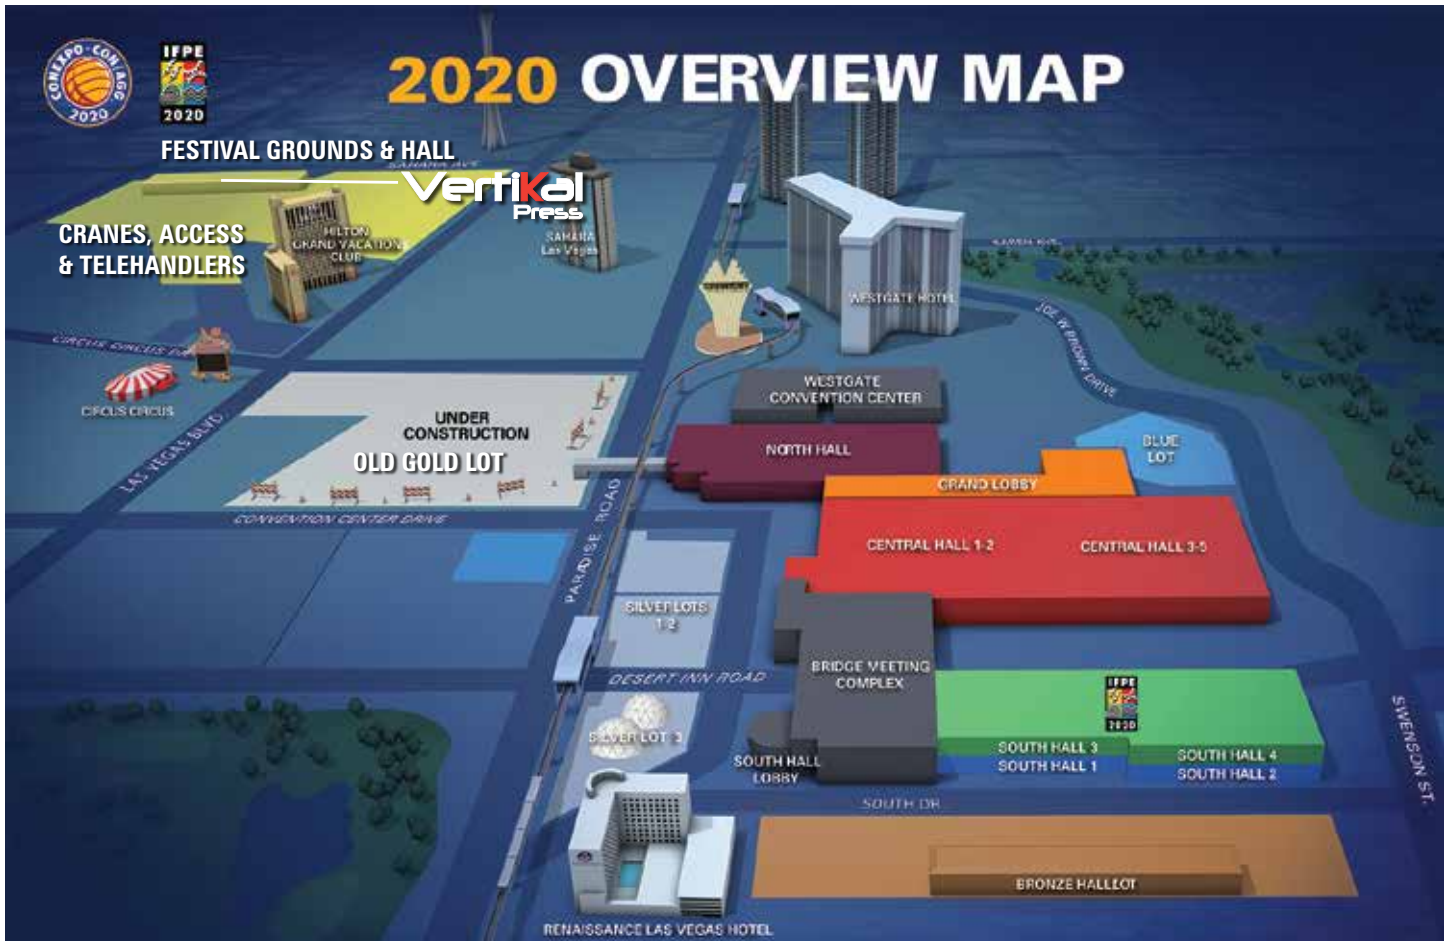 CONEXPO-CON/AGG
2020
IFPE
2020
2020 OVERVIEW MAP
FESTIVAL GROUNDS & HALL
SAHARA AVE
VertiKal
Press
CRANES, ACCESS
& TELEHANDLERS
HILTON
GRAND VACATIONS
CLUB
SAHARA
Las Vegas
WESTGATE HOTEL
JOE W BROWN DRIVE
CIRCUS CIRCUS DR
CIRCUS CIRCUS
LAS VEGAS BLVD.
UNDER
CONSTRUCTION
OLD GOLD LOT
WESTGATE
CONVENTION CENTER
NORTH HALL
BLUE
LOT
GRAND LOBBY
CONVENTION CENTER DRIVE
PARADISE ROAD
CENTRAL HALL 1-2
CENTRAL HALL 3-5
SILVER LOTS
1-2
DESERT INN ROAD
BRIDGE MEETING
COMPLEX
IFPE
2020
SILVER LOT 3
SOUTH HALL
LOBBY
SOUTH HALL 3
SOUTH HALL 1
SOUTH HALL 4
SOUTH HALL 2
SWENSON ST.
SOUTH DR
BRONZE HALLLOT
RENAISSANCE LAS VEGAS HOTEL